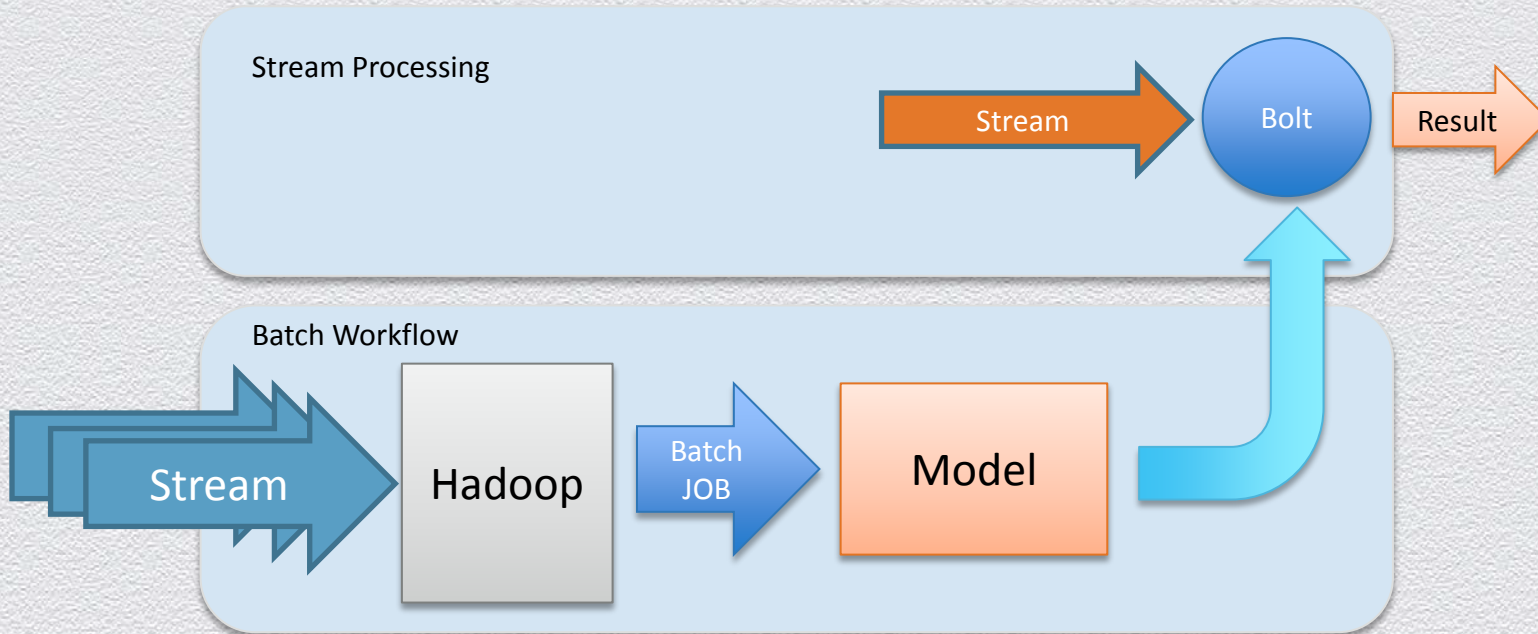 Stream Processing
Stream
Bolt
Result
Batch Workflow
Stream
Hadoop
Batch
JOB
Model